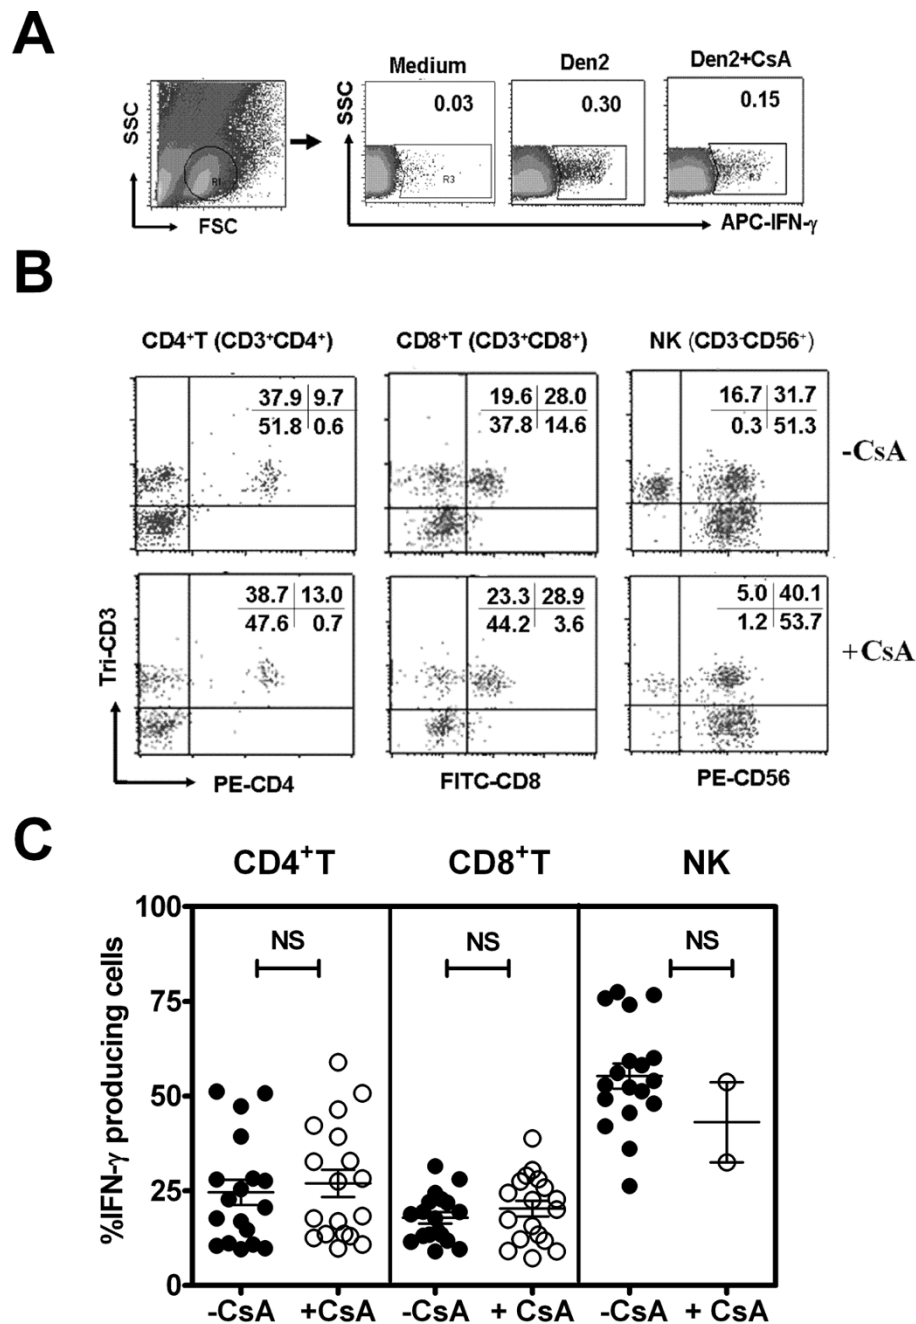 A
Medium
Den2
Den2+CsA
SSC
R1
FSC
SSC
0.03
R3
0.30
0.15
R3
APC-IFN-γ
B
CD4⁺T (CD3⁺CD4⁺)
CD8⁺T (CD3⁺CD8⁺)
NK (CD3⁻CD56⁺)
37.9 9.7
51.8 0.6
19.6 28.0
37.8 14.6
16.7 31.7
0.3 51.3
-CsA
38.7 13.0
47.6 0.7
23.3 28.9
44.2 3.6
5.0 40.1
1.2 53.7
+CsA
Tri-CD3
PE-CD4
FITC-CD8
PE-CD56
C
CD4⁺T
CD8⁺T
NK
%IFN-γ producing cells
100
75
50
25
0
NS
NS
NS
-CsA
+CsA
-CsA
+ CsA
-CsA
+ CsA